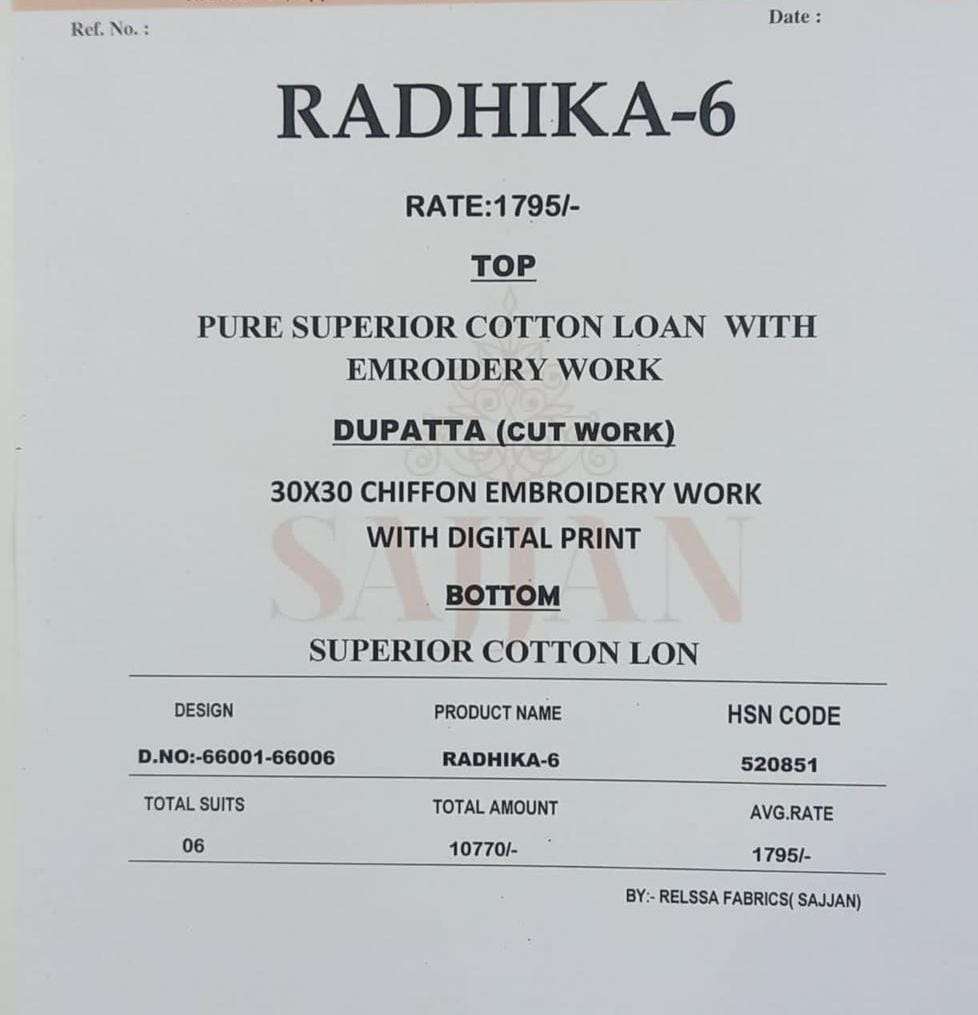 Ref. No. :
Date :
RADHIKA-6
RATE:1795/-
TOP
PURE SUPERIOR COTTON LOAN WITH
EMROIDERY WORK
DUPATTA (CUT WORK)
30X30 CHIFFON EMBROIDERY WORK
WITH DIGITAL PRINT
SAJJAN
BOTTOM
SUPERIOR COTTON LON
DESIGN PRODUCT NAME HSN CODE
D.NO:-66001-66006 RADHIKA-6 520851
TOTAL SUITS TOTAL AMOUNT AVG.RATE
06 10770/- 1795/-
BY:- RELSSA FABRICS( SAJJAN)